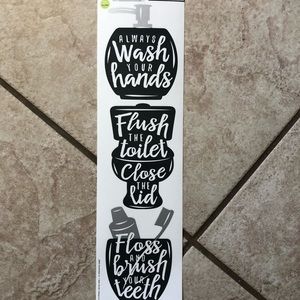 ALWAYS
Wash
YOUR
hands
Flush
THE
toilet
Close
THE
lid
Floss
AND
brush
YOUR
teeth